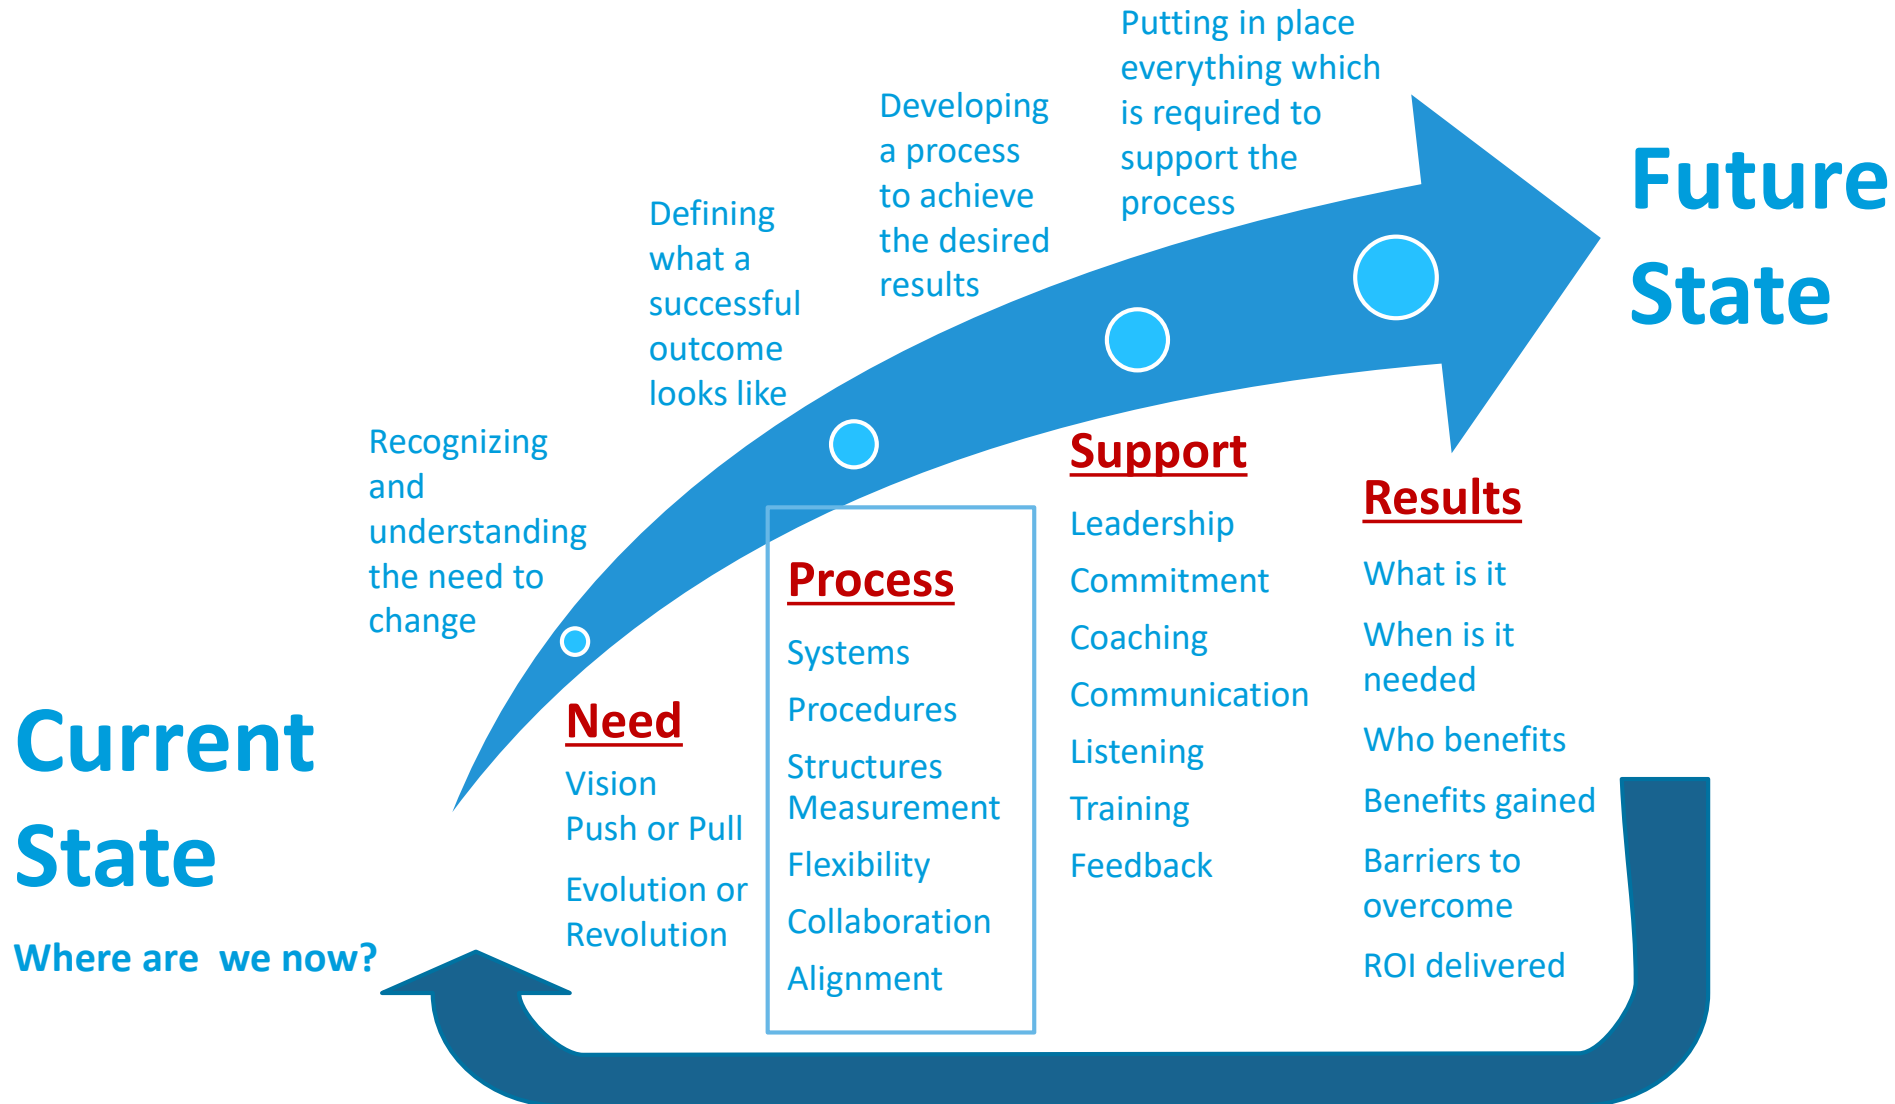 Putting in place
everything which
is required to
support the
process
Developing
a process
to achieve
the desired
results
Defining
what a
successful
outcome
looks like
Recognizing
and
understanding
the need to
change
Future
State
Current
State
Where are  we now?
Need
Vision
Push or Pull
Evolution or
Revolution
Process
Systems
Procedures
Structures
Measurement
Flexibility
Collaboration
Alignment
Support
Leadership
Commitment
Coaching
Communication
Listening
Training
Feedback
Results
What is it
When is it
needed
Who benefits
Benefits gained
Barriers to
overcome
ROI delivered